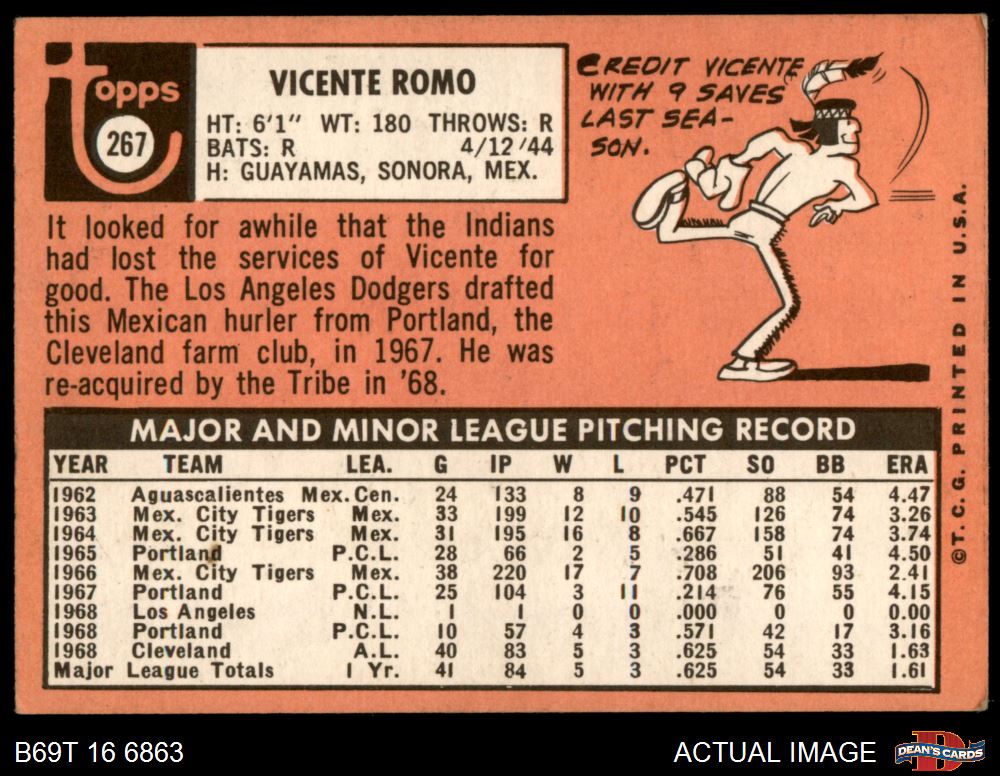 Topps
267
VICENTE ROMO
HT: 6'1" WT: 180 THROWS: R
BATS: R 4/12/44
H: GUAYAMAS, SONORA, MEX.
CREDIT VICENTE
WITH 9 SAVES
LAST SEA-
SON.
It looked for awhile that the Indians
had lost the services of Vicente for
good. The Los Angeles Dodgers drafted
this Mexican hurler from Portland, the
Cleveland farm club, in 1967. He was
re-acquired by the Tribe in '68.
MAJOR AND MINOR LEAGUE PITCHING RECORD
YEAR TEAM LEA. G IP W L PCT SO BB ERA
1962 Aguascalientes Mex. Cen. 24 133 8 9 .471 88 54 4.47
1963 Mex. City Tigers Mex. 33 199 12 10 .545 126 74 3.26
1964 Mex. City Tigers Mex. 31 195 16 8 .667 158 74 3.74
1965 Portland P.C.L. 28 66 2 5 .286 51 41 4.50
1966 Mex. City Tigers Mex. 38 220 17 7 .708 206 93 2.41
1967 Portland P.C.L. 25 104 3 11 .214 76 55 4.15
1968 Los Angeles N.L. 1 1 0 0 .000 0 0 0.00
1968 Portland P.C.L. 10 57 4 3 .571 42 17 3.16
1968 Cleveland A.L. 40 83 5 3 .625 54 33 1.63
Major League Totals 1 Yr. 41 84 5 3 .625 54 33 1.61
©T.C.G. PRINTED IN U.S.A.
B69T 16 6863
ACTUAL IMAGE
DEAN'S CARDS